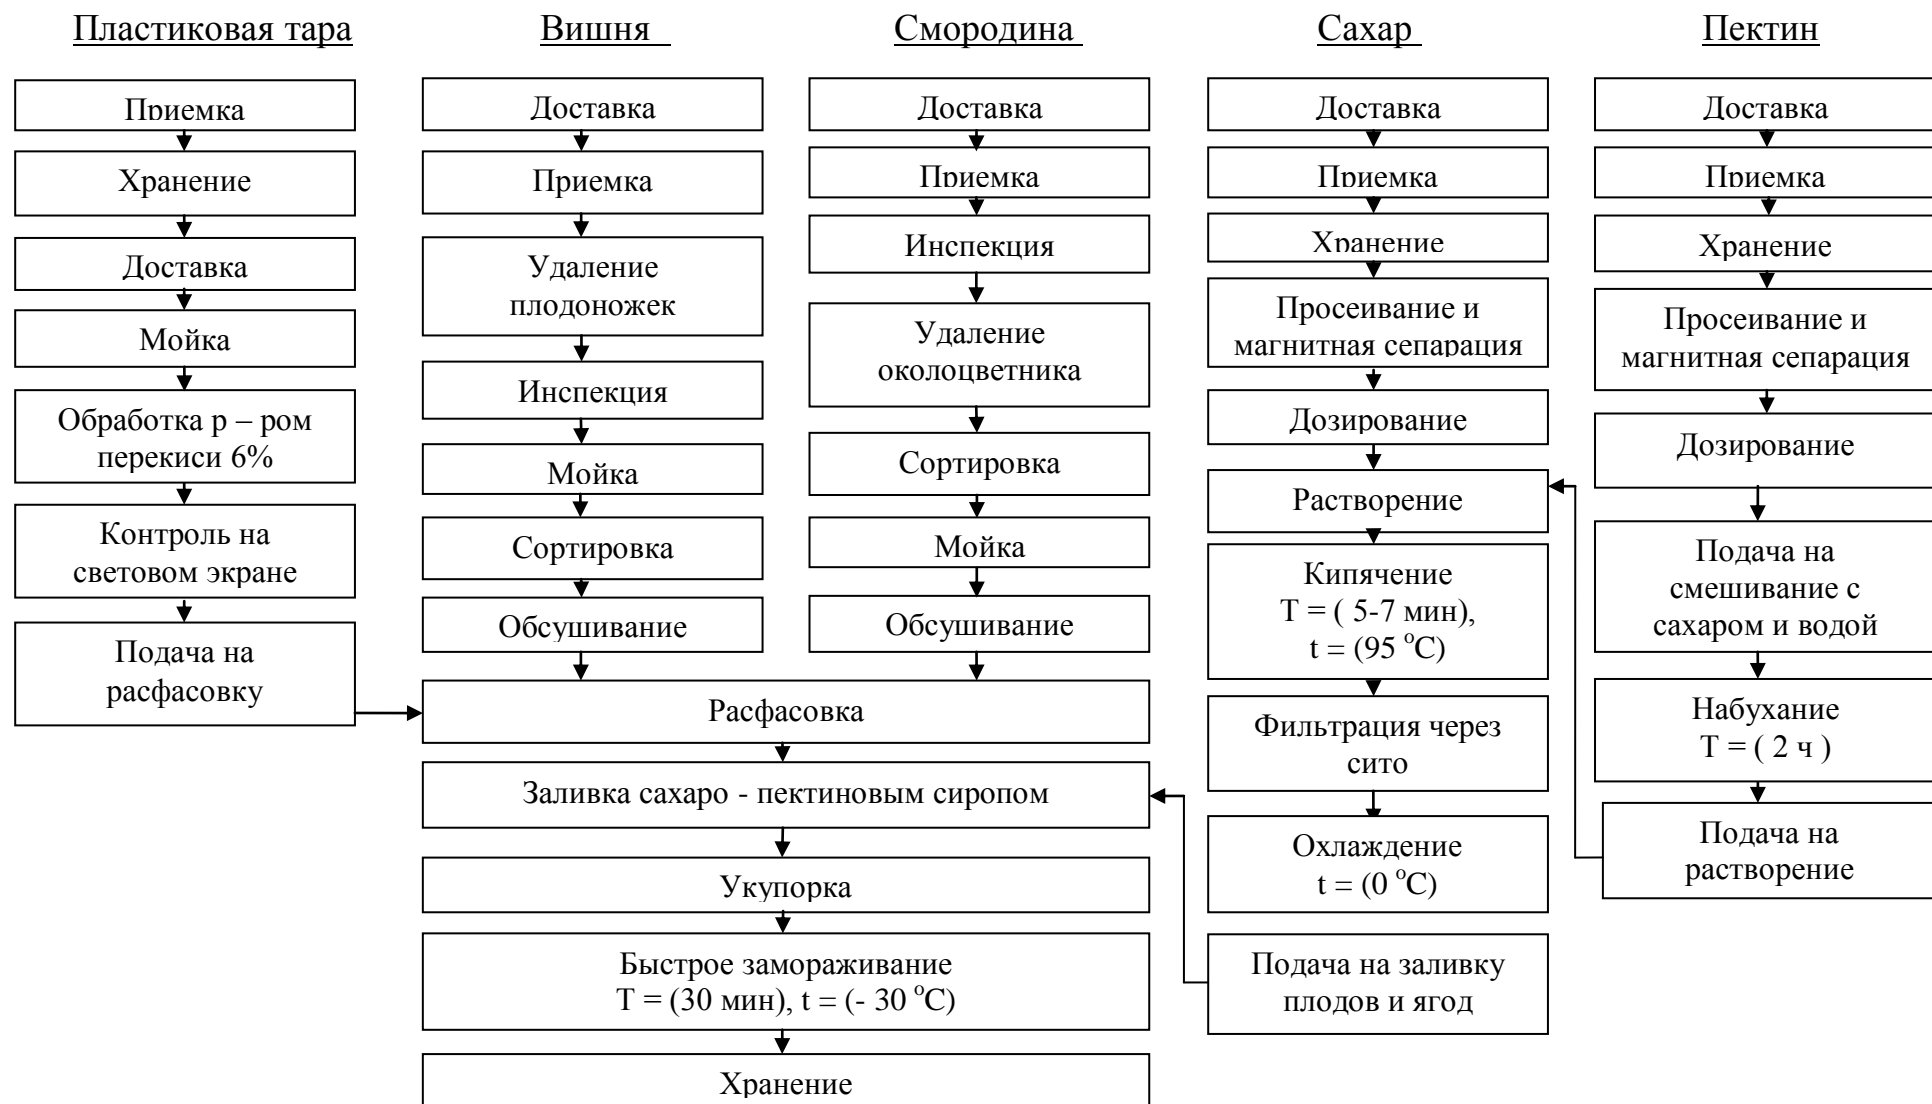 Пластиковая тара
Вишня
Смородина
Сахар
Пектин
Приемка
Хранение
Доставка
Мойка
Обработка р – ром
перекиси 6%
Контроль на
световом экране
Подача на
расфасовку
Доставка
Приемка
Удаление
плодоножек
Инспекция
Мойка
Сортировка
Обсушивание
Доставка
Приемка
Инспекция
Удаление
околоцветника
Сортировка
Мойка
Обсушивание
Расфасовка
Заливка сахаро - пектиновым сиропом
Укупорка
Быстрое замораживание
T = (30 мин), t = (- 30 °C)
Хранение
Доставка
Приемка
Хранение
Просеивание и
магнитная сепарация
Дозирование
Растворение
Кипячение
T = ( 5-7 мин),
t = (95 °C)
Фильтрация через
сито
Охлаждение
t = (0 °C)
Подача на заливку
плодов и ягод
Доставка
Приемка
Хранение
Просеивание и
магнитная сепарация
Дозирование
Подача на
смешивание с
сахаром и водой
Набухание
T = ( 2 ч )
Подача на
растворение